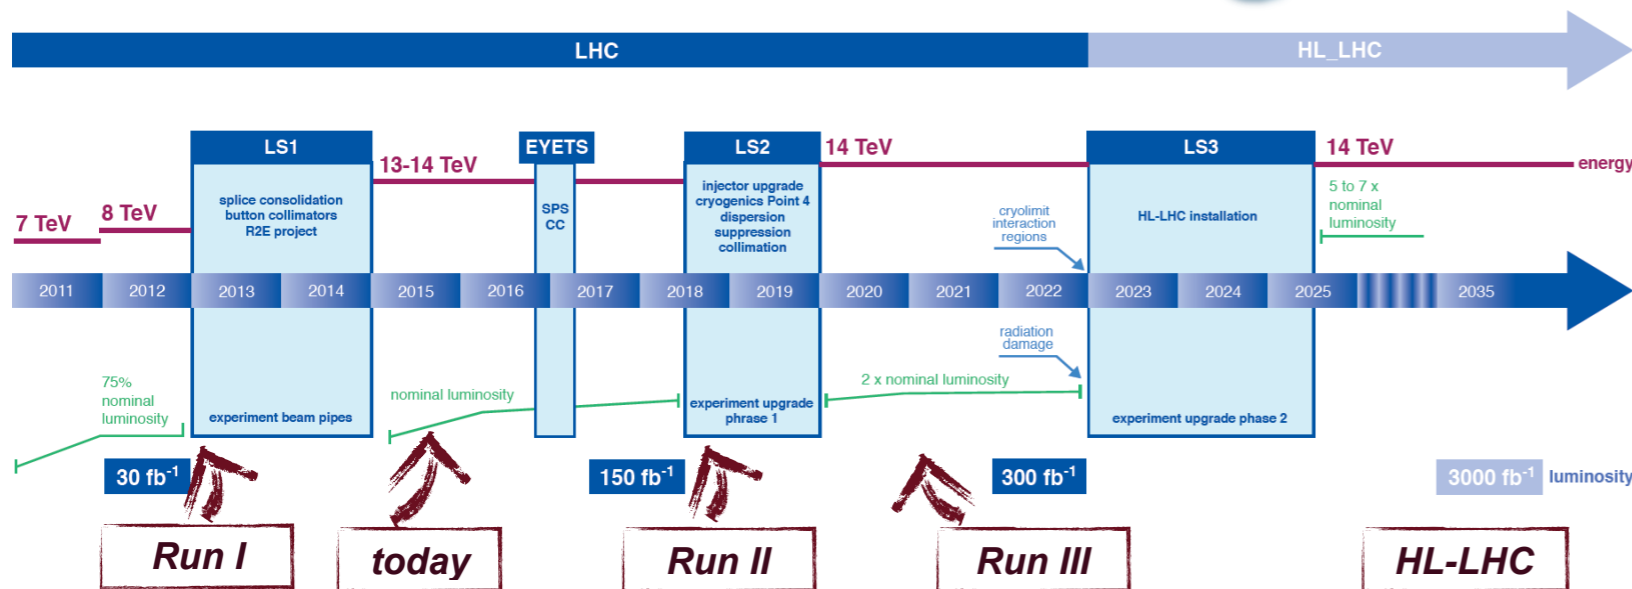 LHC
HL_LHC
LS1
EYETS
LS2
14 TeV
LS3
14 TeV
13-14 TeV
energy
7 TeV
8 TeV
splice consolidation
button collimators
R2E project
SPS
CC
injector upgrade
cryogenics Point 4
dispersion
suppression
collimation
cryolimit
interaction
regions
HL-LHC installation
5 to 7 x
nominal
luminosity
2011
2012
2013
2014
2015
2016
2017
2018
2019
2020
2021
2022
2023
2024
2025
2035
radiation
damage
75%
nominal
luminosity
nominal luminosity
2 x nominal luminosity
experiment beam pipes
experiment upgrade
phrase 1
experiment upgrade phase 2
30 fb-1
150 fb-1
300 fb-1
3000 fb-1
luminosity
Run I
today
Run II
Run III
HL-LHC